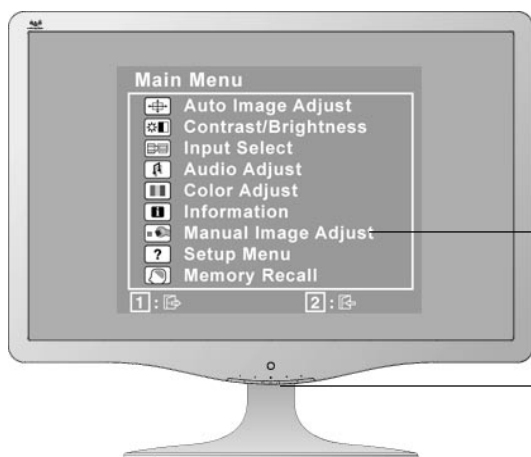 Main Menu
Auto Image Adjust
Contrast/Brightness
Input Select
Audio Adjust
Color Adjust
Information
Manual Image Adjust
? Setup Menu
Memory Recall
1 : 2 :